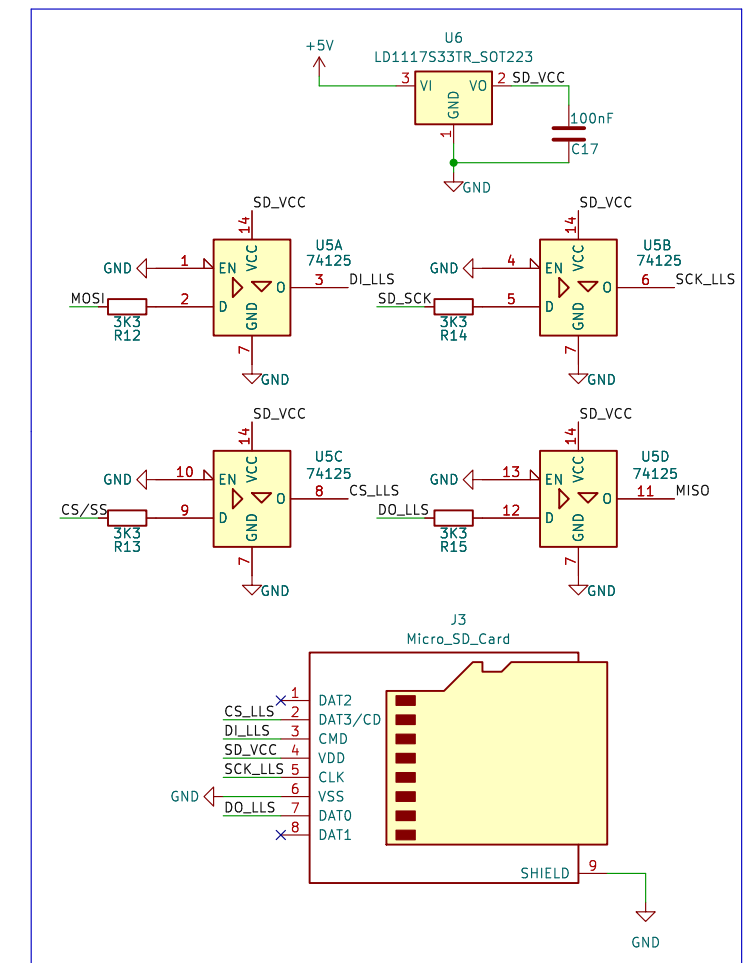 U6
LD1117S33TR_SOT223
+5V
3 VI VO 2 SD_VCC
GND
1
100nF
C17
GND
SD_VCC
14
U5A
74125
GND 1 EN VCC
3 DI_LLS
O
MOSI 2 D
3K3
R12
GND
7
GND
SD_VCC
14
U5B
74125
GND 4 EN VCC
6 SCK_LLS
O
SD_SCK 5 D
3K3
R14
GND
7
GND
SD_VCC
14
U5C
74125
GND 10 EN VCC
8 CS_LLS
O
CS/SS 9 D
3K3
R13
GND
7
GND
SD_VCC
14
U5D
74125
GND 13 EN VCC
11 MISO
O
DO_LLS 12 D
3K3
R15
GND
7
GND
J3
Micro_SD_Card
1 DAT2
CS_LLS 2 DAT3/CD
DI_LLS 3 CMD
SD_VCC 4 VDD
SCK_LLS 5 CLK
GND 6 VSS
DO_LLS 7 DAT0
8 DAT1
SHIELD 9
GND